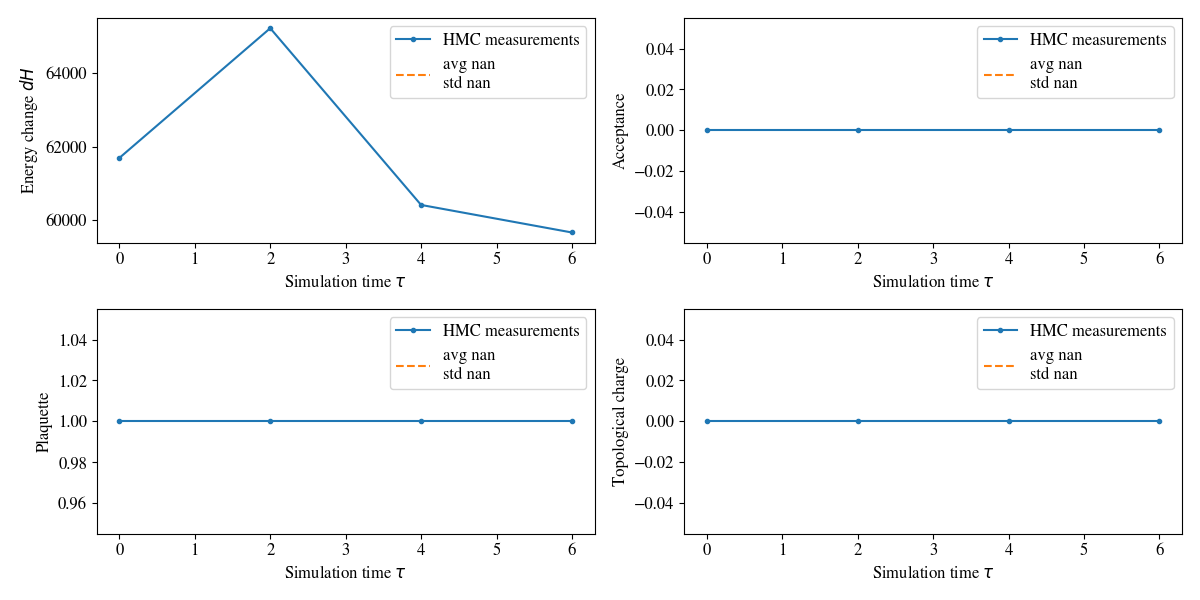 HMC measurements
avg nan
std nan
Energy change dH
64000
62000
60000
0 1 2 3 4 5 6
Simulation time τ
HMC measurements
avg nan
std nan
Acceptance
0.04
0.02
0.00
−0.02
−0.04
0 1 2 3 4 5 6
Simulation time τ
HMC measurements
avg nan
std nan
Plaquette
1.04
1.02
1.00
0.98
0.96
0 1 2 3 4 5 6
Simulation time τ
HMC measurements
avg nan
std nan
Topological charge
0.04
0.02
0.00
−0.02
−0.04
0 1 2 3 4 5 6
Simulation time τ